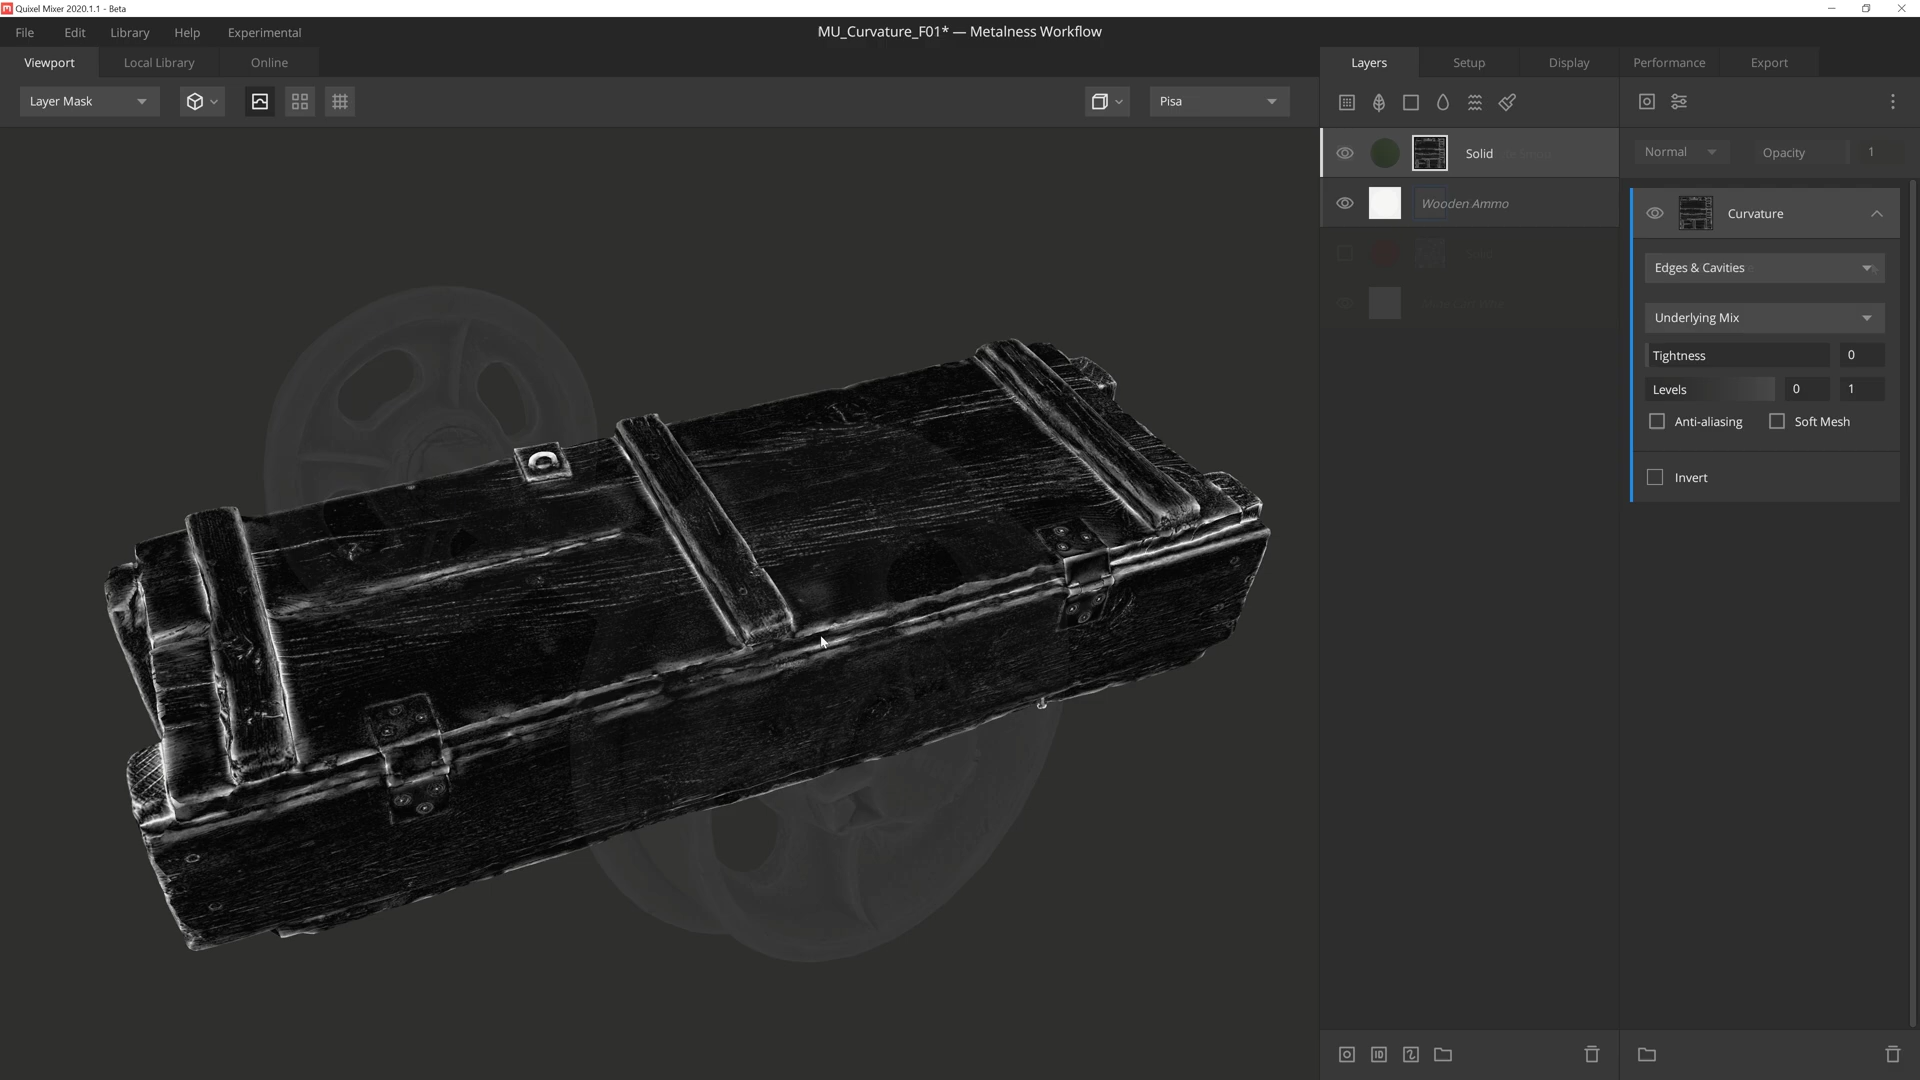 Quixel Mixer 2020.1.1 - Beta
File Edit Library Help Experimental
MU_Curvature_F01* — Metalness Workflow
Viewport Local Library Online
Layers Setup Display Performance Export
Layer Mask
Pisa
Solid
Normal Opacity 1
Wooden Ammo
Curvature
Solid
Edges & Cavities
Underlying Mix
Tightness 0
Levels 0 1
Anti-aliasing Soft Mesh
Invert